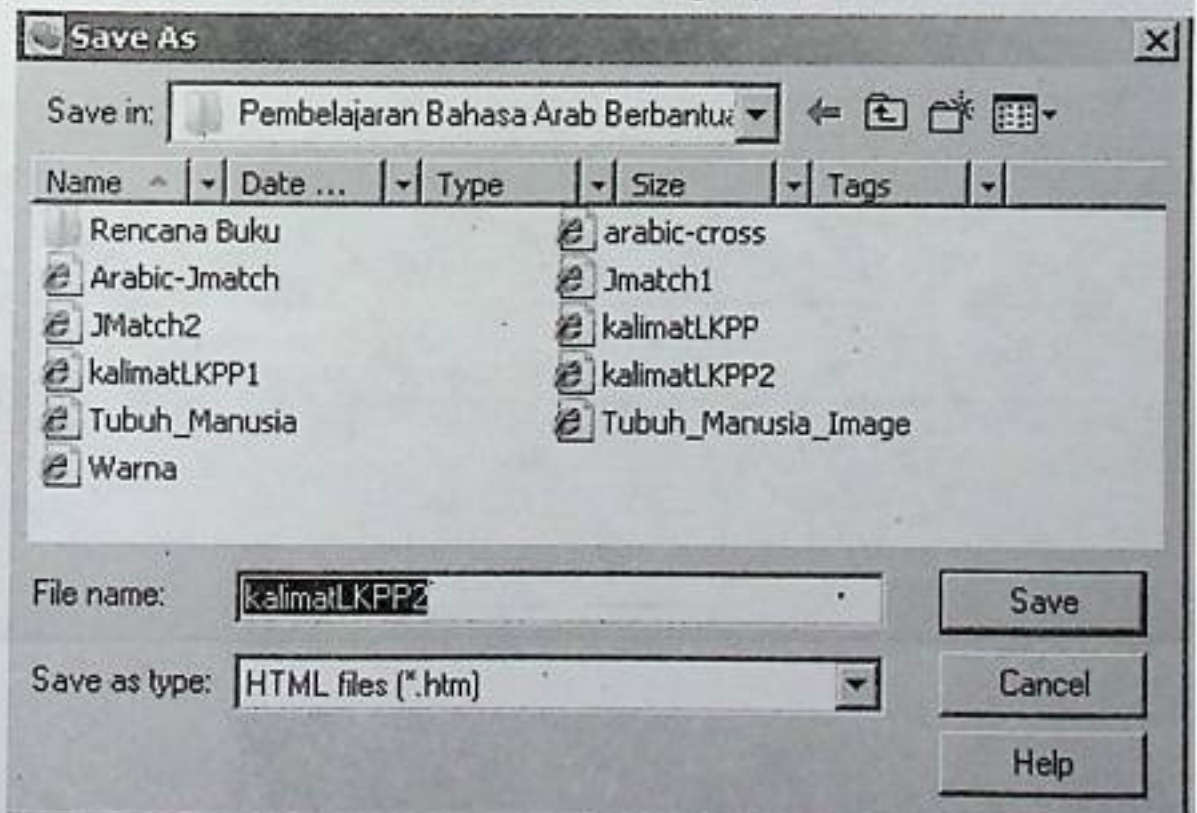 Save As
Save in: Pembelajaran Bahasa Arab Berbantua
Name Date ... Type Size Tags
Rencana Buku arabic-cross
Arabic-Jmatch Jmatch1
JMatch2 kalimatLKPP
kalimatLKPP1 kalimatLKPP2
Tubuh_Manusia Tubuh_Manusia_Image
Warna
File name: kalimatLKPP2 Save
Save as type: HTML files (*.htm) Cancel
Help